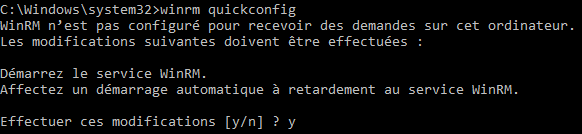 C:\Windows\system32>winrm quickconfig
WinRM n'est pas configuré pour recevoir des demandes sur cet ordinateur.
Les modifications suivantes doivent être effectuées :
Démarrez le service WinRM.
Affectez un démarrage automatique à retardement au service WinRM.
Effectuer ces modifications [y/n] ? y